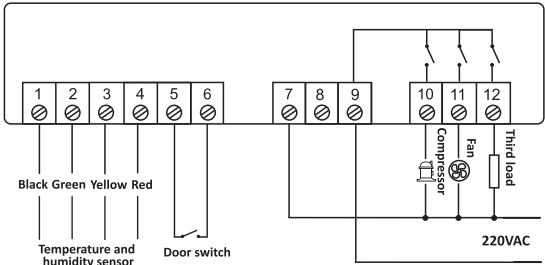 1 2 3 4 5 6 7 8 9 10 11 12
Compressor
Fan
Third load
Black Green Yellow Red
220VAC
Temperature and
humidity sensor
Door switch